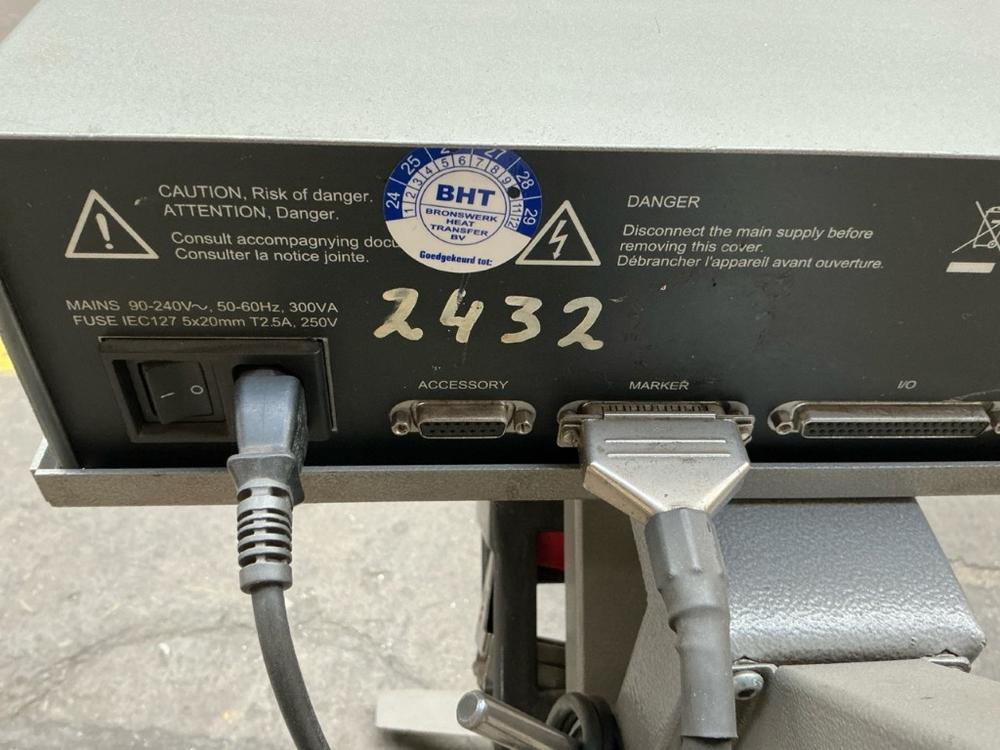 CAUTION, Risk of danger.
ATTENTION, Danger.
Consult accompagnying
Consulter la notice jointe.
24 25 27 28 29
1 2 3 4 5 6 7 8 9 11 12
BHT
BRONSWERK
HEAT
TRANSFER
BV
Goedgekeurd tot:
DANGER
Disconnect the main supply before
removing this cover.
Débrancher l'appareil avant ouverture.
MAINS 90-240V~, 50-60Hz, 300VA
FUSE IEC127 5x20mm T2.5A, 250V
2432
I O
ACCESSORY
MARKER
I/O